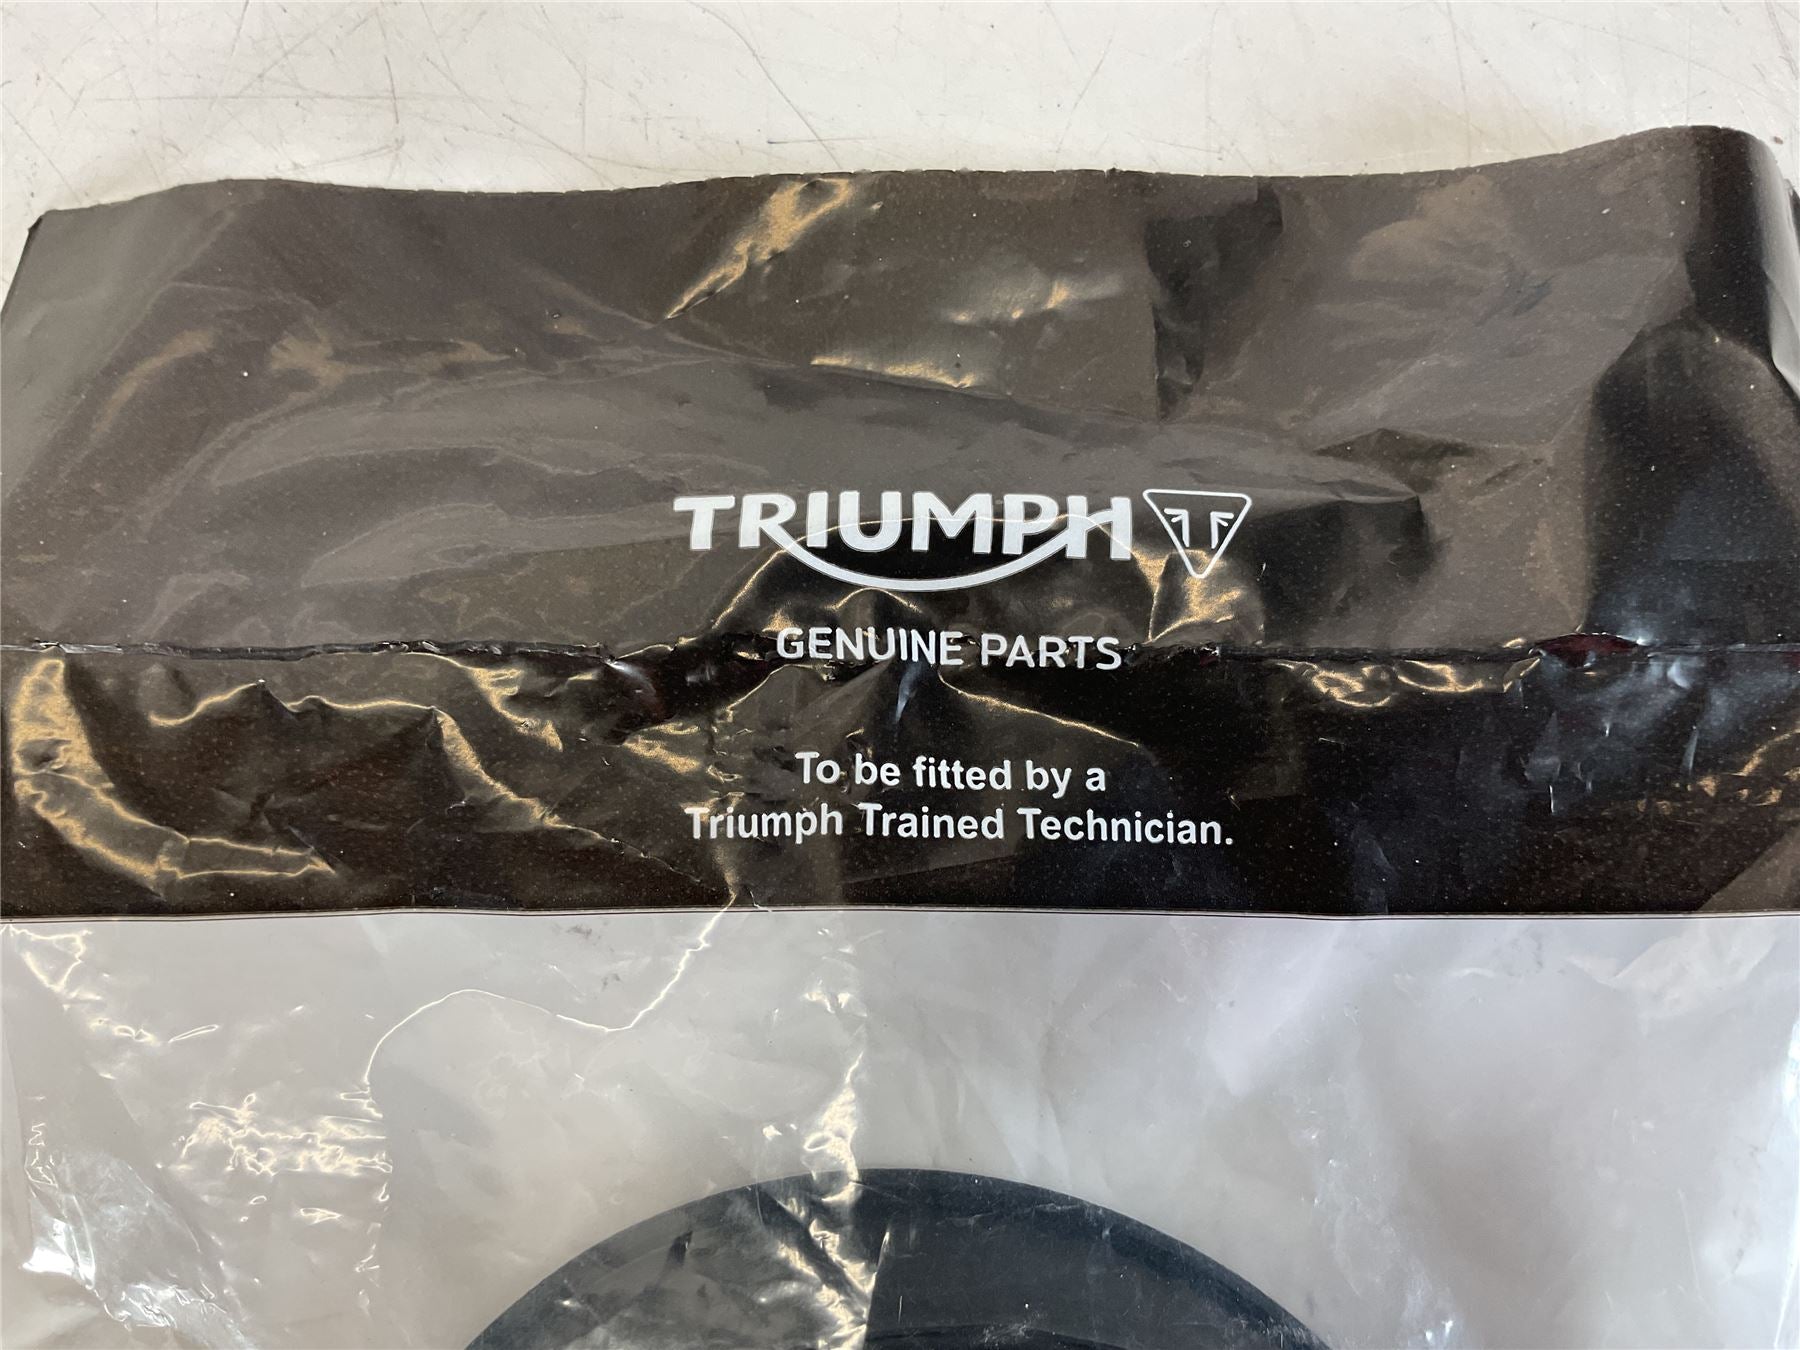 TRIUMPH
GENUINE PARTS
To be fitted by a
Triumph Trained Technician.